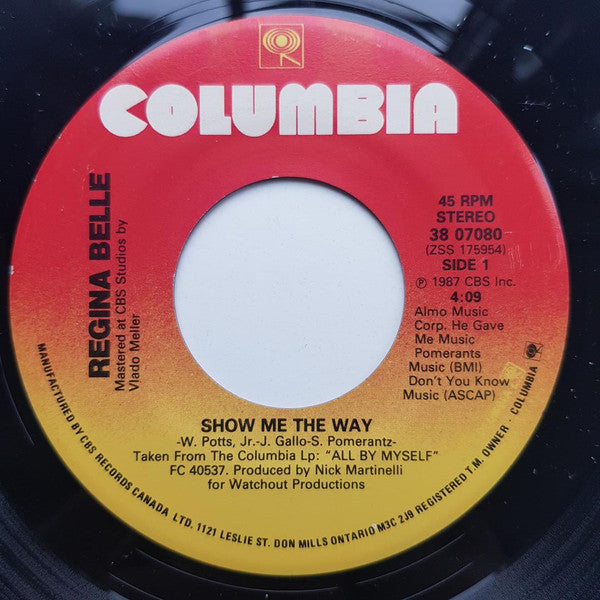 COLUMBIA
REGINA BELLE
Mastered at CBS Studios by
Vlado Meller
45 RPM
STEREO
38 07080
(ZSS 175954)
SIDE 1
℗ 1987 CBS Inc.
4:09
Almo Music
Corp. He Gave
Me Music
Pomerants
Music (BMI)
Don't You Know
Music (ASCAP)
SHOW ME THE WAY
-W. Potts, Jr.-J. Gallo-S. Pomerantz-
Taken From The Columbia Lp: "ALL BY MYSELF"
FC 40537. Produced by Nick Martinelli
for Watchout Productions
MANUFACTURED BY CBS RECORDS CANADA LTD. 1121 LESLIE ST. DON MILLS ONTARIO M3C 2J9 REGISTERED T.M. OWNER · COLUMBIA